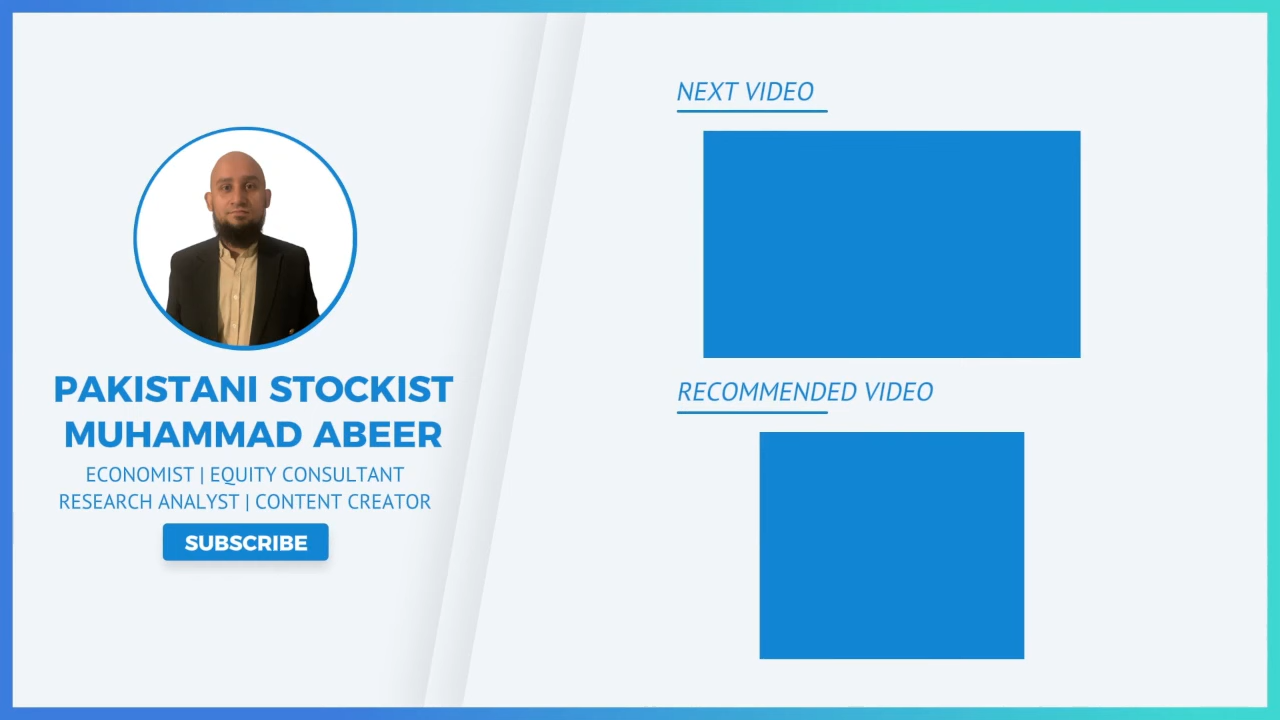 PAKISTANI STOCKIST
MUHAMMAD ABEER
ECONOMIST | EQUITY CONSULTANT
RESEARCH ANALYST | CONTENT CREATOR
SUBSCRIBE
NEXT VIDEO
RECOMMENDED VIDEO